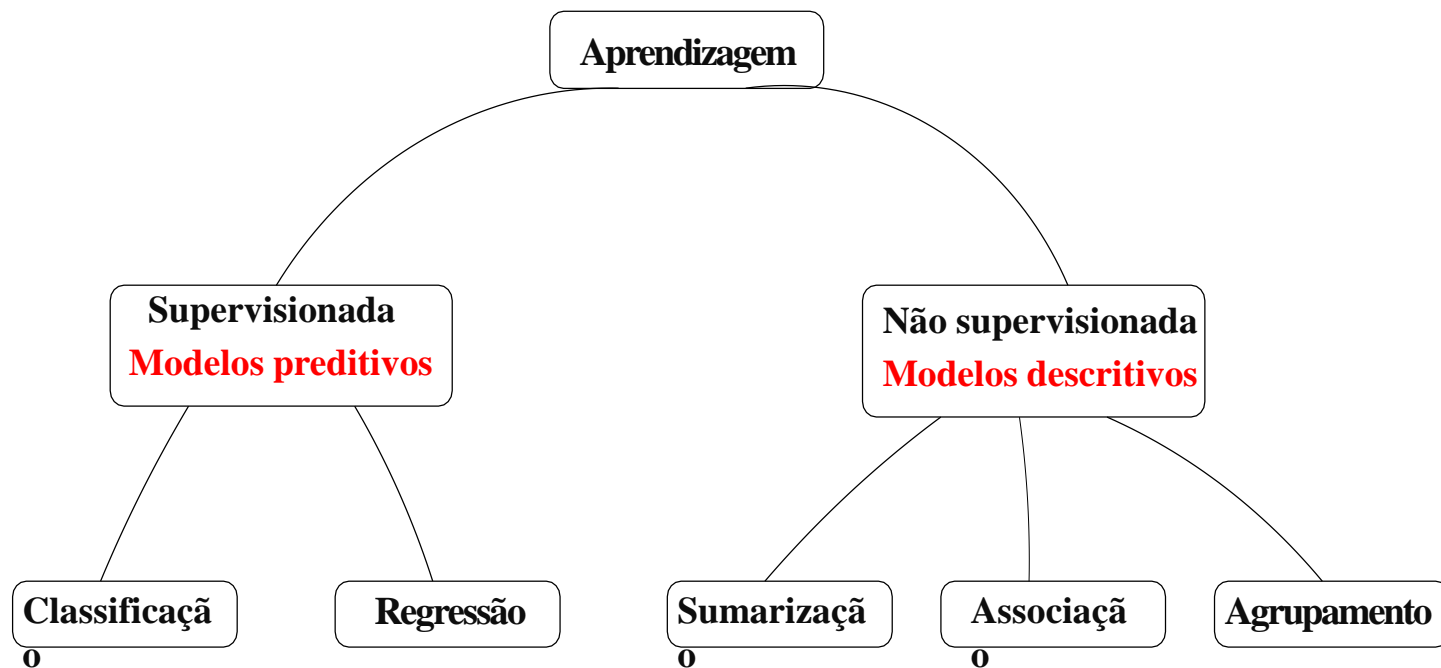 Aprendizagem
Supervisionada
Modelos preditivos
Não supervisionada
Modelos descritivos
Classificaçã
o
Regressão
Sumarizaçã
o
Associaçã
o
Agrupamento